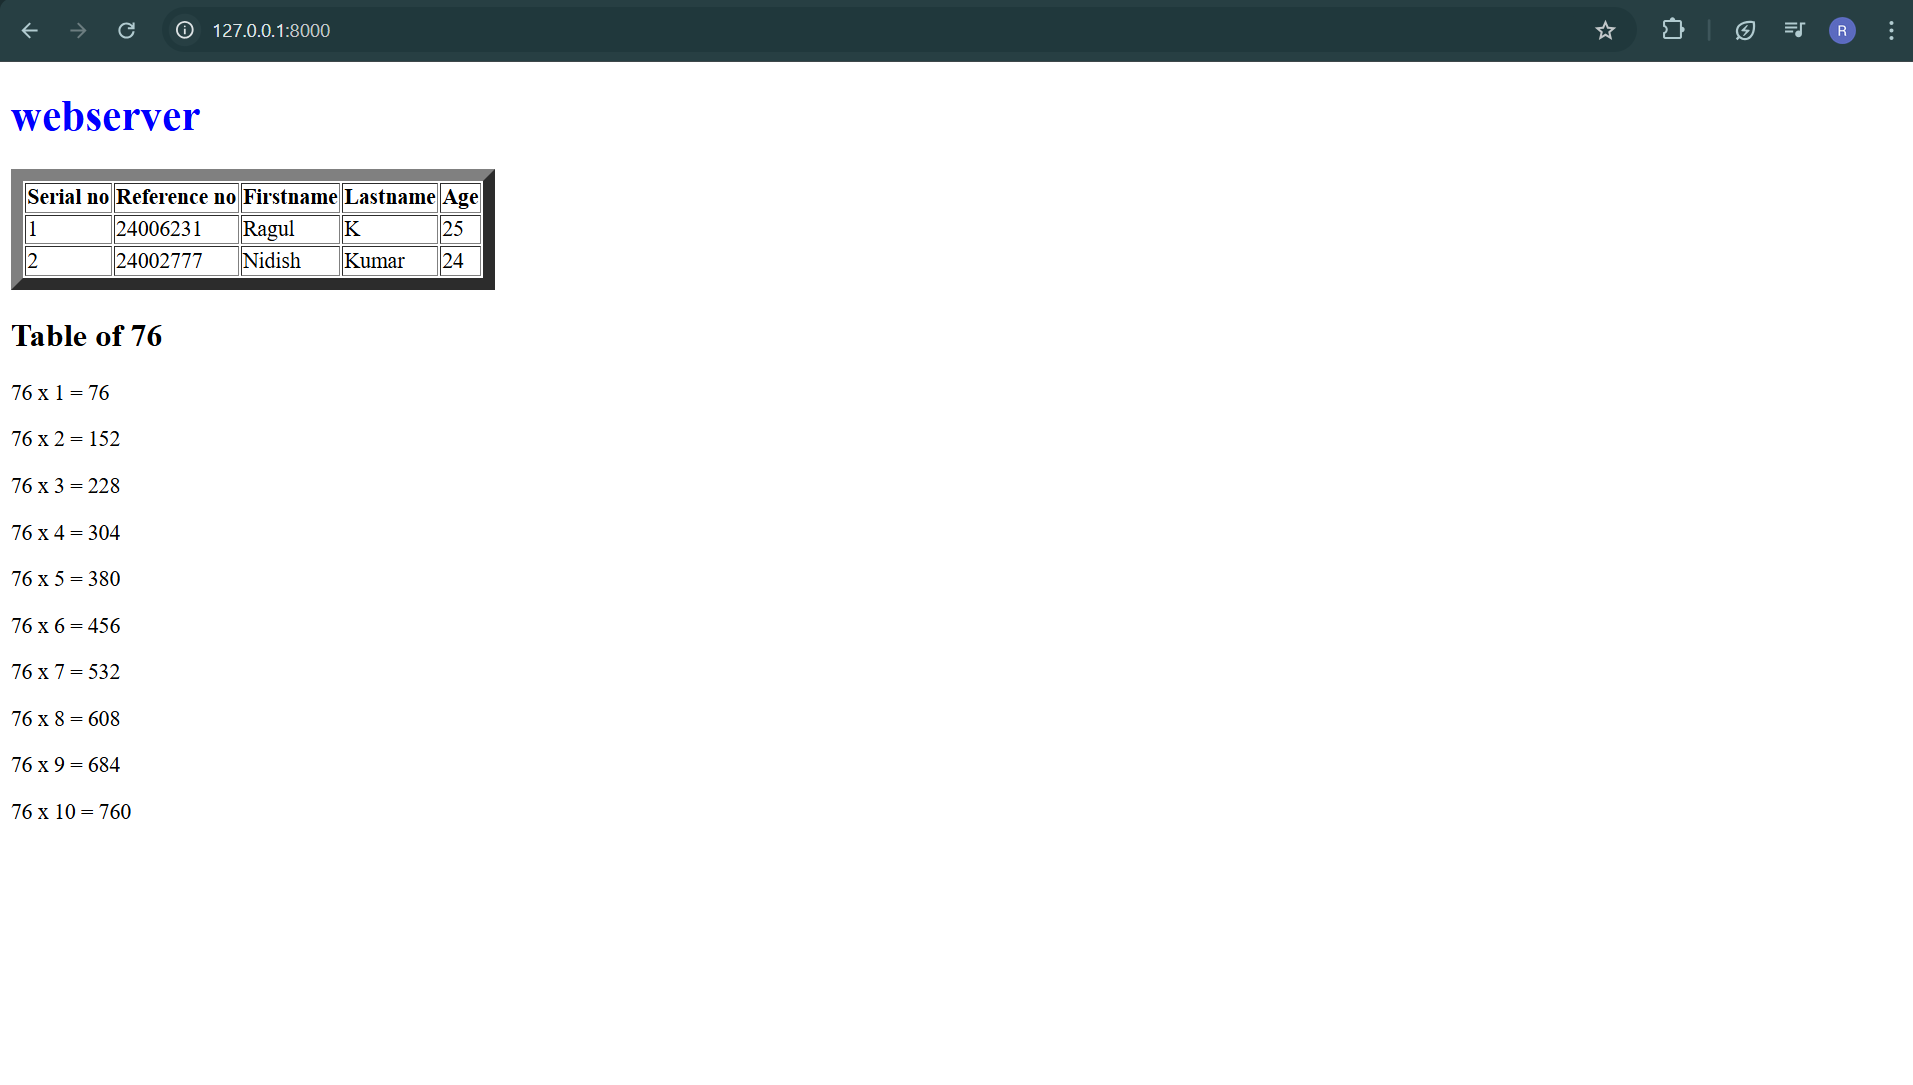 127.0.0.1:8000
R
webserver
Serial no Reference no Firstname Lastname Age
1 24006231 Ragul K 25
2 24002777 Nidish Kumar 24
Table of 76
76 x 1 = 76
76 x 2 = 152
76 x 3 = 228
76 x 4 = 304
76 x 5 = 380
76 x 6 = 456
76 x 7 = 532
76 x 8 = 608
76 x 9 = 684
76 x 10 = 760